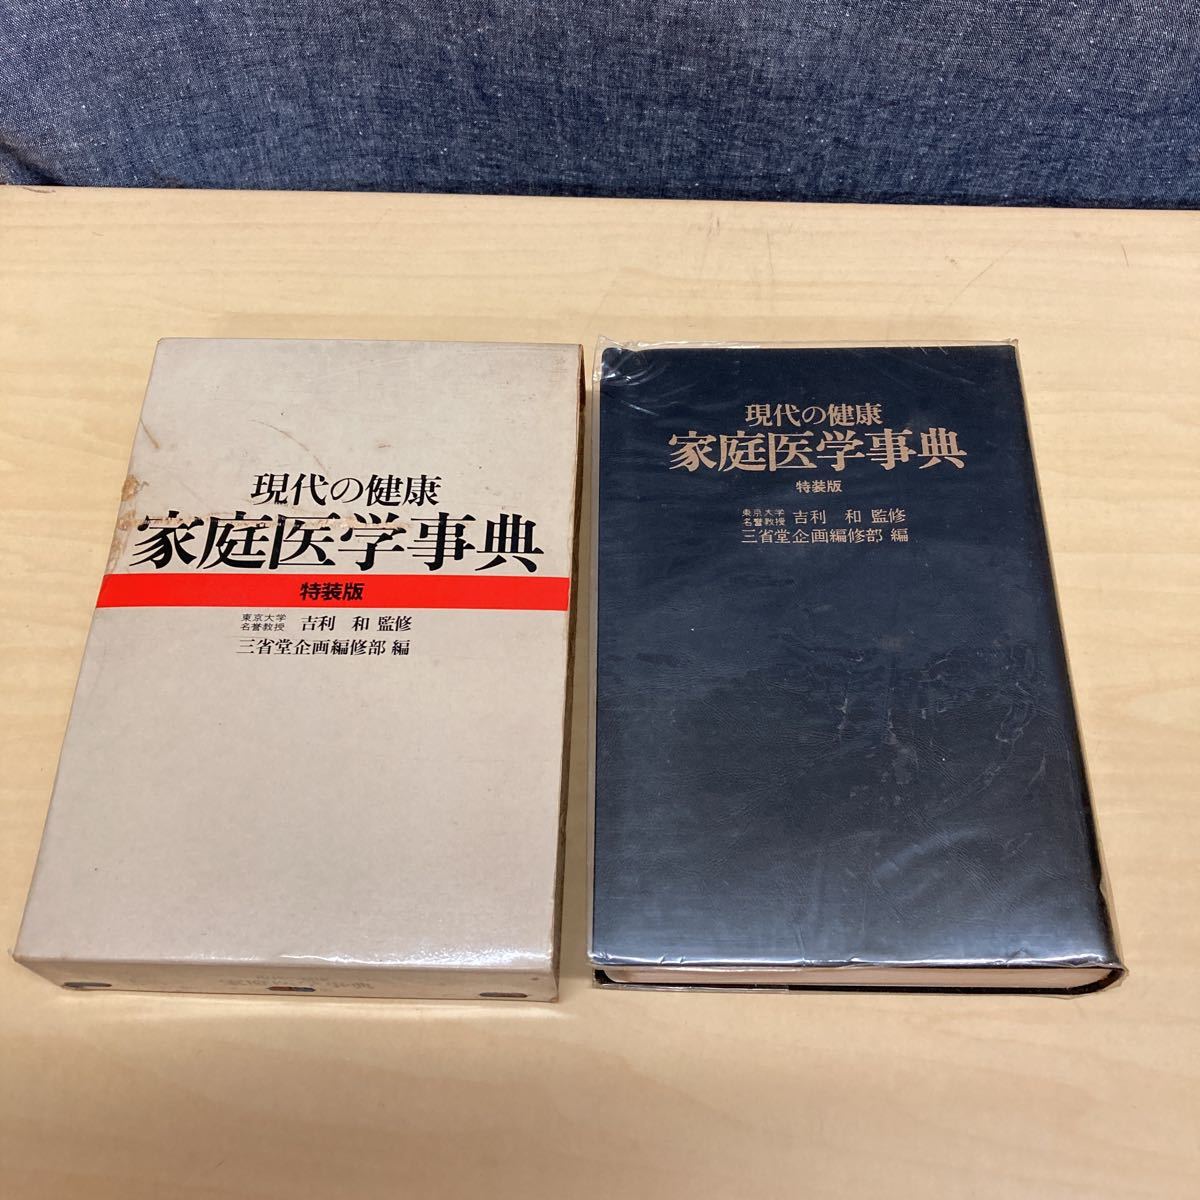 現代の健康
家庭医学事典
特装版
東京大学
名誉教授 吉利 和 監修
三省堂企画編修部 編
現代の健康
家庭医学事典
特装版
東京大学
名誉教授 吉利 和 監修
三省堂企画編修部 編